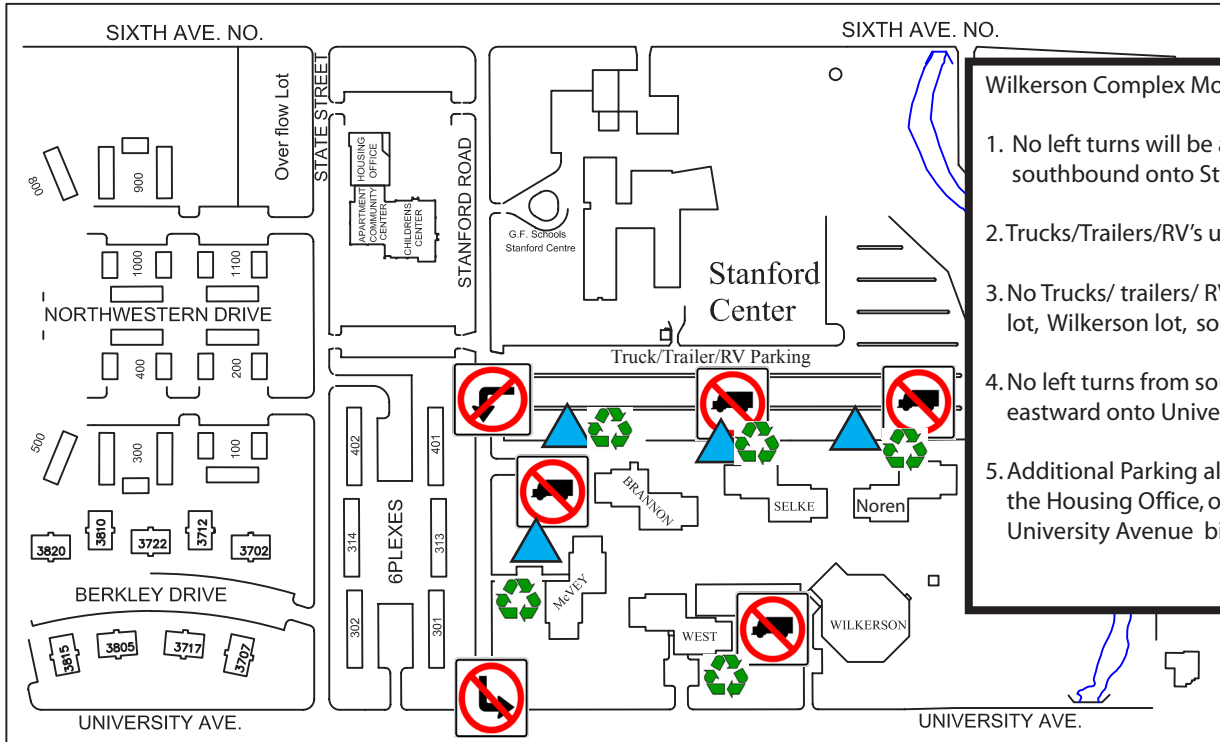 SIXTH AVE. NO.
SIXTH AVE. NO.
Over flow Lot
STATE STREET
HOUSING
OFFICE
APARTMENT
COMMUNITY
CENTER
CHILDRENS
CENTER
STANFORD ROAD
G.F. Schools
Stanford Centre
Stanford
Center
Truck/Trailer/RV Parking
800
900
1000
1100
NORTHWESTERN DRIVE
400
200
500
300
100
402
401
314
313
6PLEXES
302
301
3820
3810
3722
3712
3702
BERKLEY DRIVE
3815
3805
3717
3707
UNIVERSITY AVE.
BRANNON
SELKE
Noren
McVEY
WEST
WILKERSON
UNIVERSITY AVE.
Wilkerson Complex Mo
1. No left turns will be a
southbound onto St
2. Trucks/Trailers/RV's u
3. No Trucks/ trailers/ RV
lot, Wilkerson lot, so
4. No left turns from sou
eastward onto Unive
5. Additional Parking al
the Housing Office, o
University Avenue bi